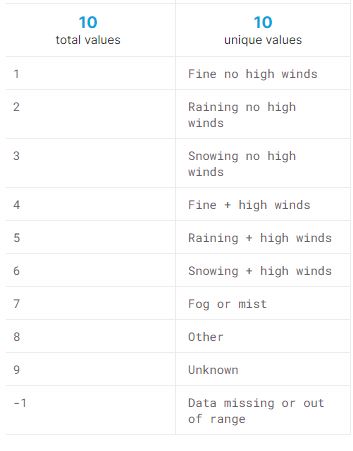 10 10
total values unique values
1 Fine no high winds
2 Raining no high
winds
3 Snowing no high
winds
4 Fine + high winds
5 Raining + high winds
6 Snowing + high winds
7 Fog or mist
8 Other
9 Unknown
-1 Data missing or out
of range